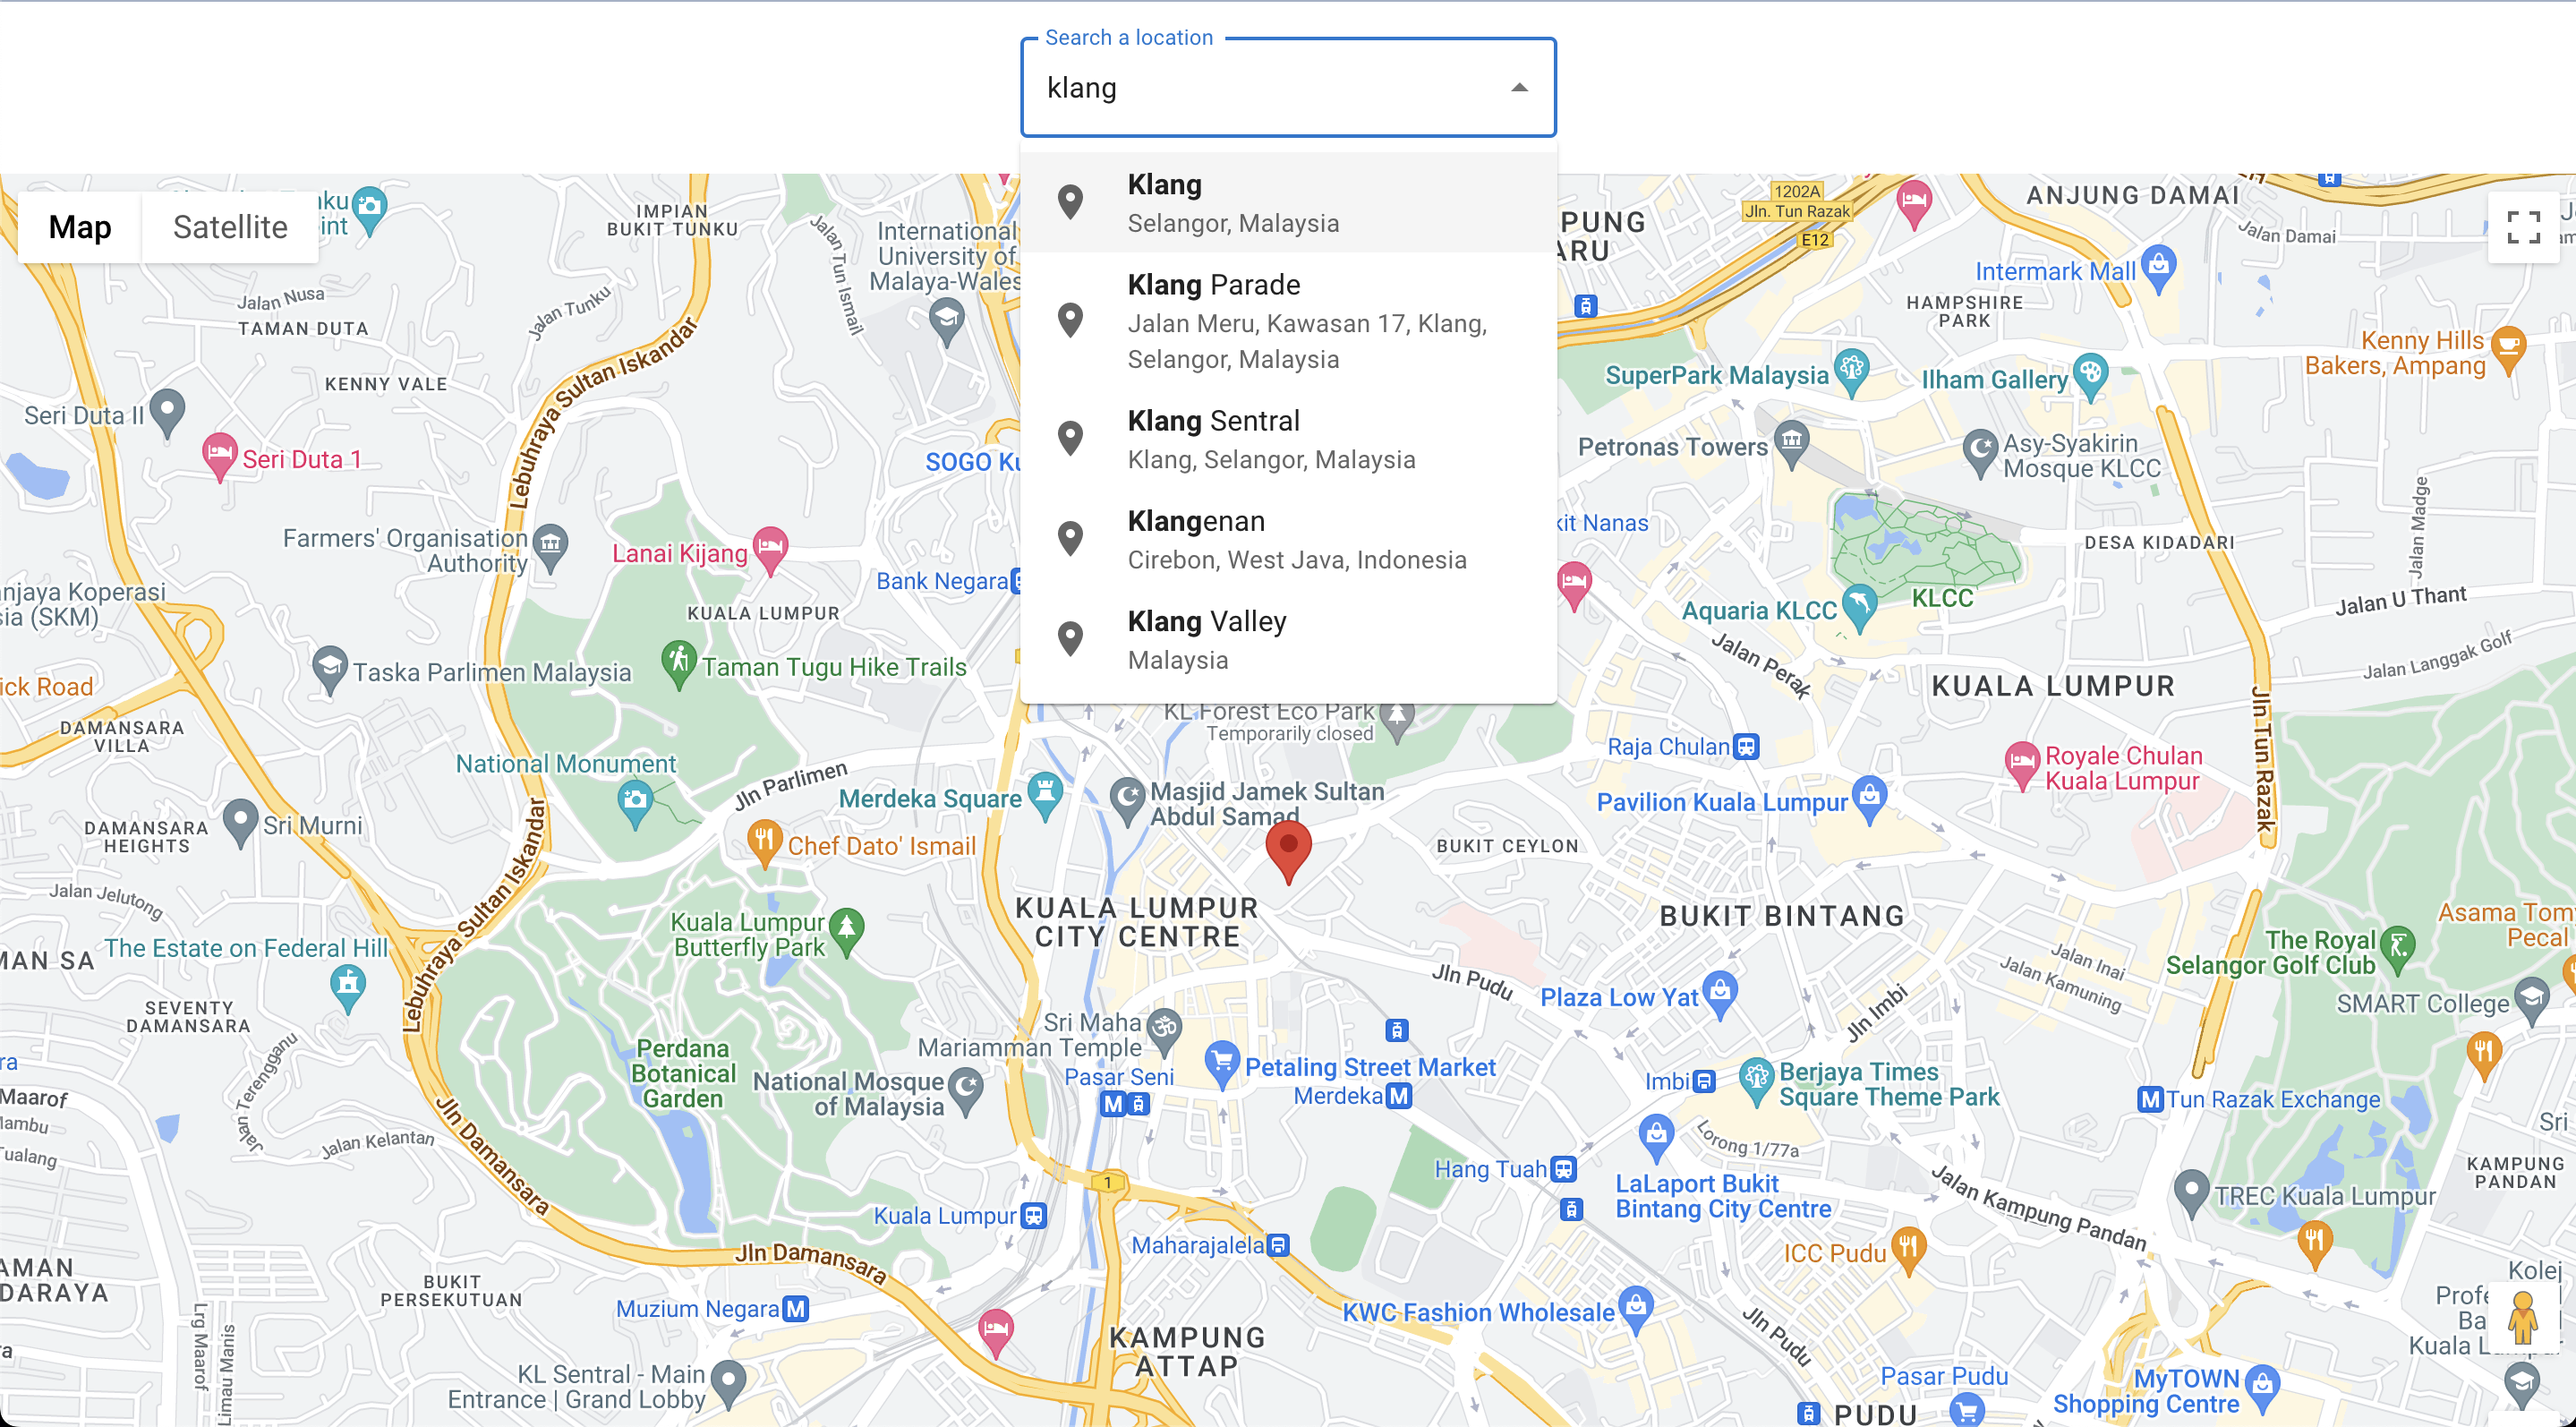 Search a location
klang
Klang
Selangor, Malaysia
Klang Parade
Jalan Meru, Kawasan 17, Klang,
Selangor, Malaysia
Klang Sentral
Klang, Selangor, Malaysia
Klangenan
Cirebon, West Java, Indonesia
Klang Valley
Malaysia
Map
Satellite
IMPIAN
BUKIT TUNKU
Jalan Tun Ismail
International
University of
Malaya-Wales
1202A
Jln. Tun Razak
E12
ANJUNG DAMAI
Jalan Damai
Intermark Mall
HAMPSHIRE
PARK
Kenny Hills
Bakers, Ampang
Jalan Nusa
TAMAN DUTA
Jalan Tunku
Lebuhraya Sultan Iskandar
KENNY VALE
Seri Duta II
Seri Duta 1
SuperPark Malaysia
Ilham Gallery
Petronas Towers
Asy-Syakirin
Mosque KLCC
Jalan Madge
DESA KIDADARI
KLCC
Aquaria KLCC
Jalan U Thant
Jalan Langgak Golf
Jalan Perak
KUALA LUMPUR
Farmers' Organisation
Authority
Lanai Kijang
Bank Negara
KUALA LUMPUR
Taska Parlimen Malaysia
Taman Tugu Hike Trails
DAMANSARA
VILLA
National Monument
Jln Parlimen
KL Forest Eco Park
Temporarily closed
Raja Chulan
Royale Chulan
Kuala Lumpur
Jln Tun Razak
Merdeka Square
Masjid Jamek Sultan
Abdul Samad
Pavilion Kuala Lumpur
DAMANSARA
HEIGHTS
Sri Murni
Chef Dato' Ismail
BUKIT CEYLON
Jalan Jelutong
Lebuhraya Sultan Iskandar
Kuala Lumpur
Butterfly Park
KUALA LUMPUR
CITY CENTRE
BUKIT BINTANG
The Estate on Federal Hill
The Royal
Selangor Golf Club
Jalan Inai
Jalan Kamuning
Jln Pudu
Plaza Low Yat
Jln Imbi
SMART College
SEVENTY
DAMANSARA
Jalan Terengganu
Perdana
Botanical
Garden
National Mosque
of Malaysia
Sri Maha
Mariamman Temple
Pasar Seni
Petaling Street Market
Merdeka
Imbi
Berjaya Times
Square Theme Park
Tun Razak Exchange
Jalan Kelantan
Jln Damansara
Lorong 1/77a
Hang Tuah
LaLaport Bukit
Bintang City Centre
Jalan Kampung Pandan
KAMPUNG
PANDAN
TREC Kuala Lumpur
1
Kuala Lumpur
Maharajalela
ICC Pudu
Jln Damansara
BUKIT
PERSEKUTUAN
Muzium Negara
KWC Fashion Wholesale
Jln Pudu
KAMPUNG
ATTAP
Lrg Maarof
Limau Manis
KL Sentral - Main
Entrance | Grand Lobby
Pasar Pudu
PUDU
MyTOWN
Shopping Centre